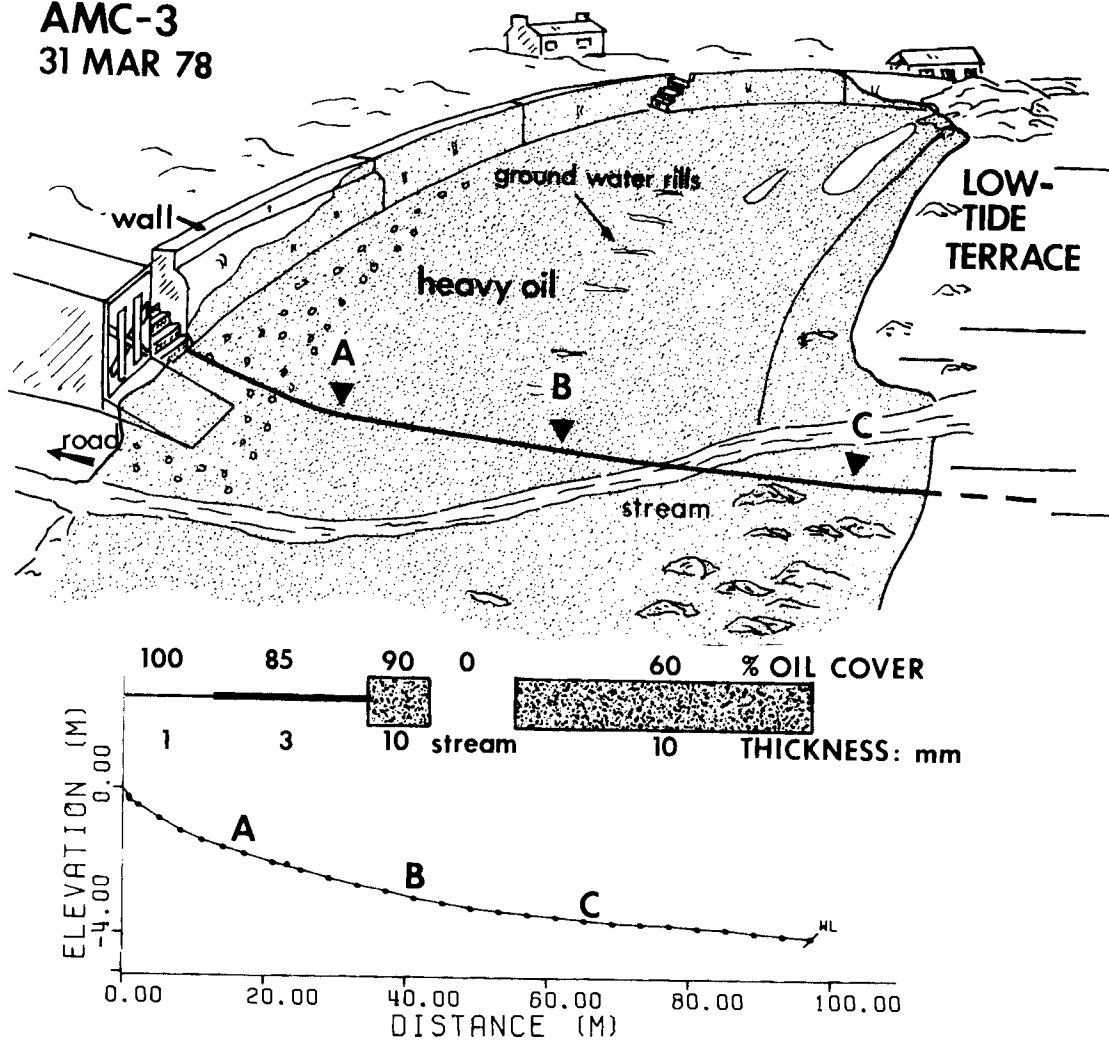 AMC-3
31 MAR 78
wall
ground water rills
LOW-
TIDE
TERRACE
heavy oil
A
B
C
road
stream
100 85 90 0 60 % OIL COVER
1 3 10 stream 10 THICKNESS: mm
ELEVATION (M)
0.00
-4.00
A
B
C
WL
0.00 20.00 40.00 60.00 80.00 100.00
DISTANCE (M)